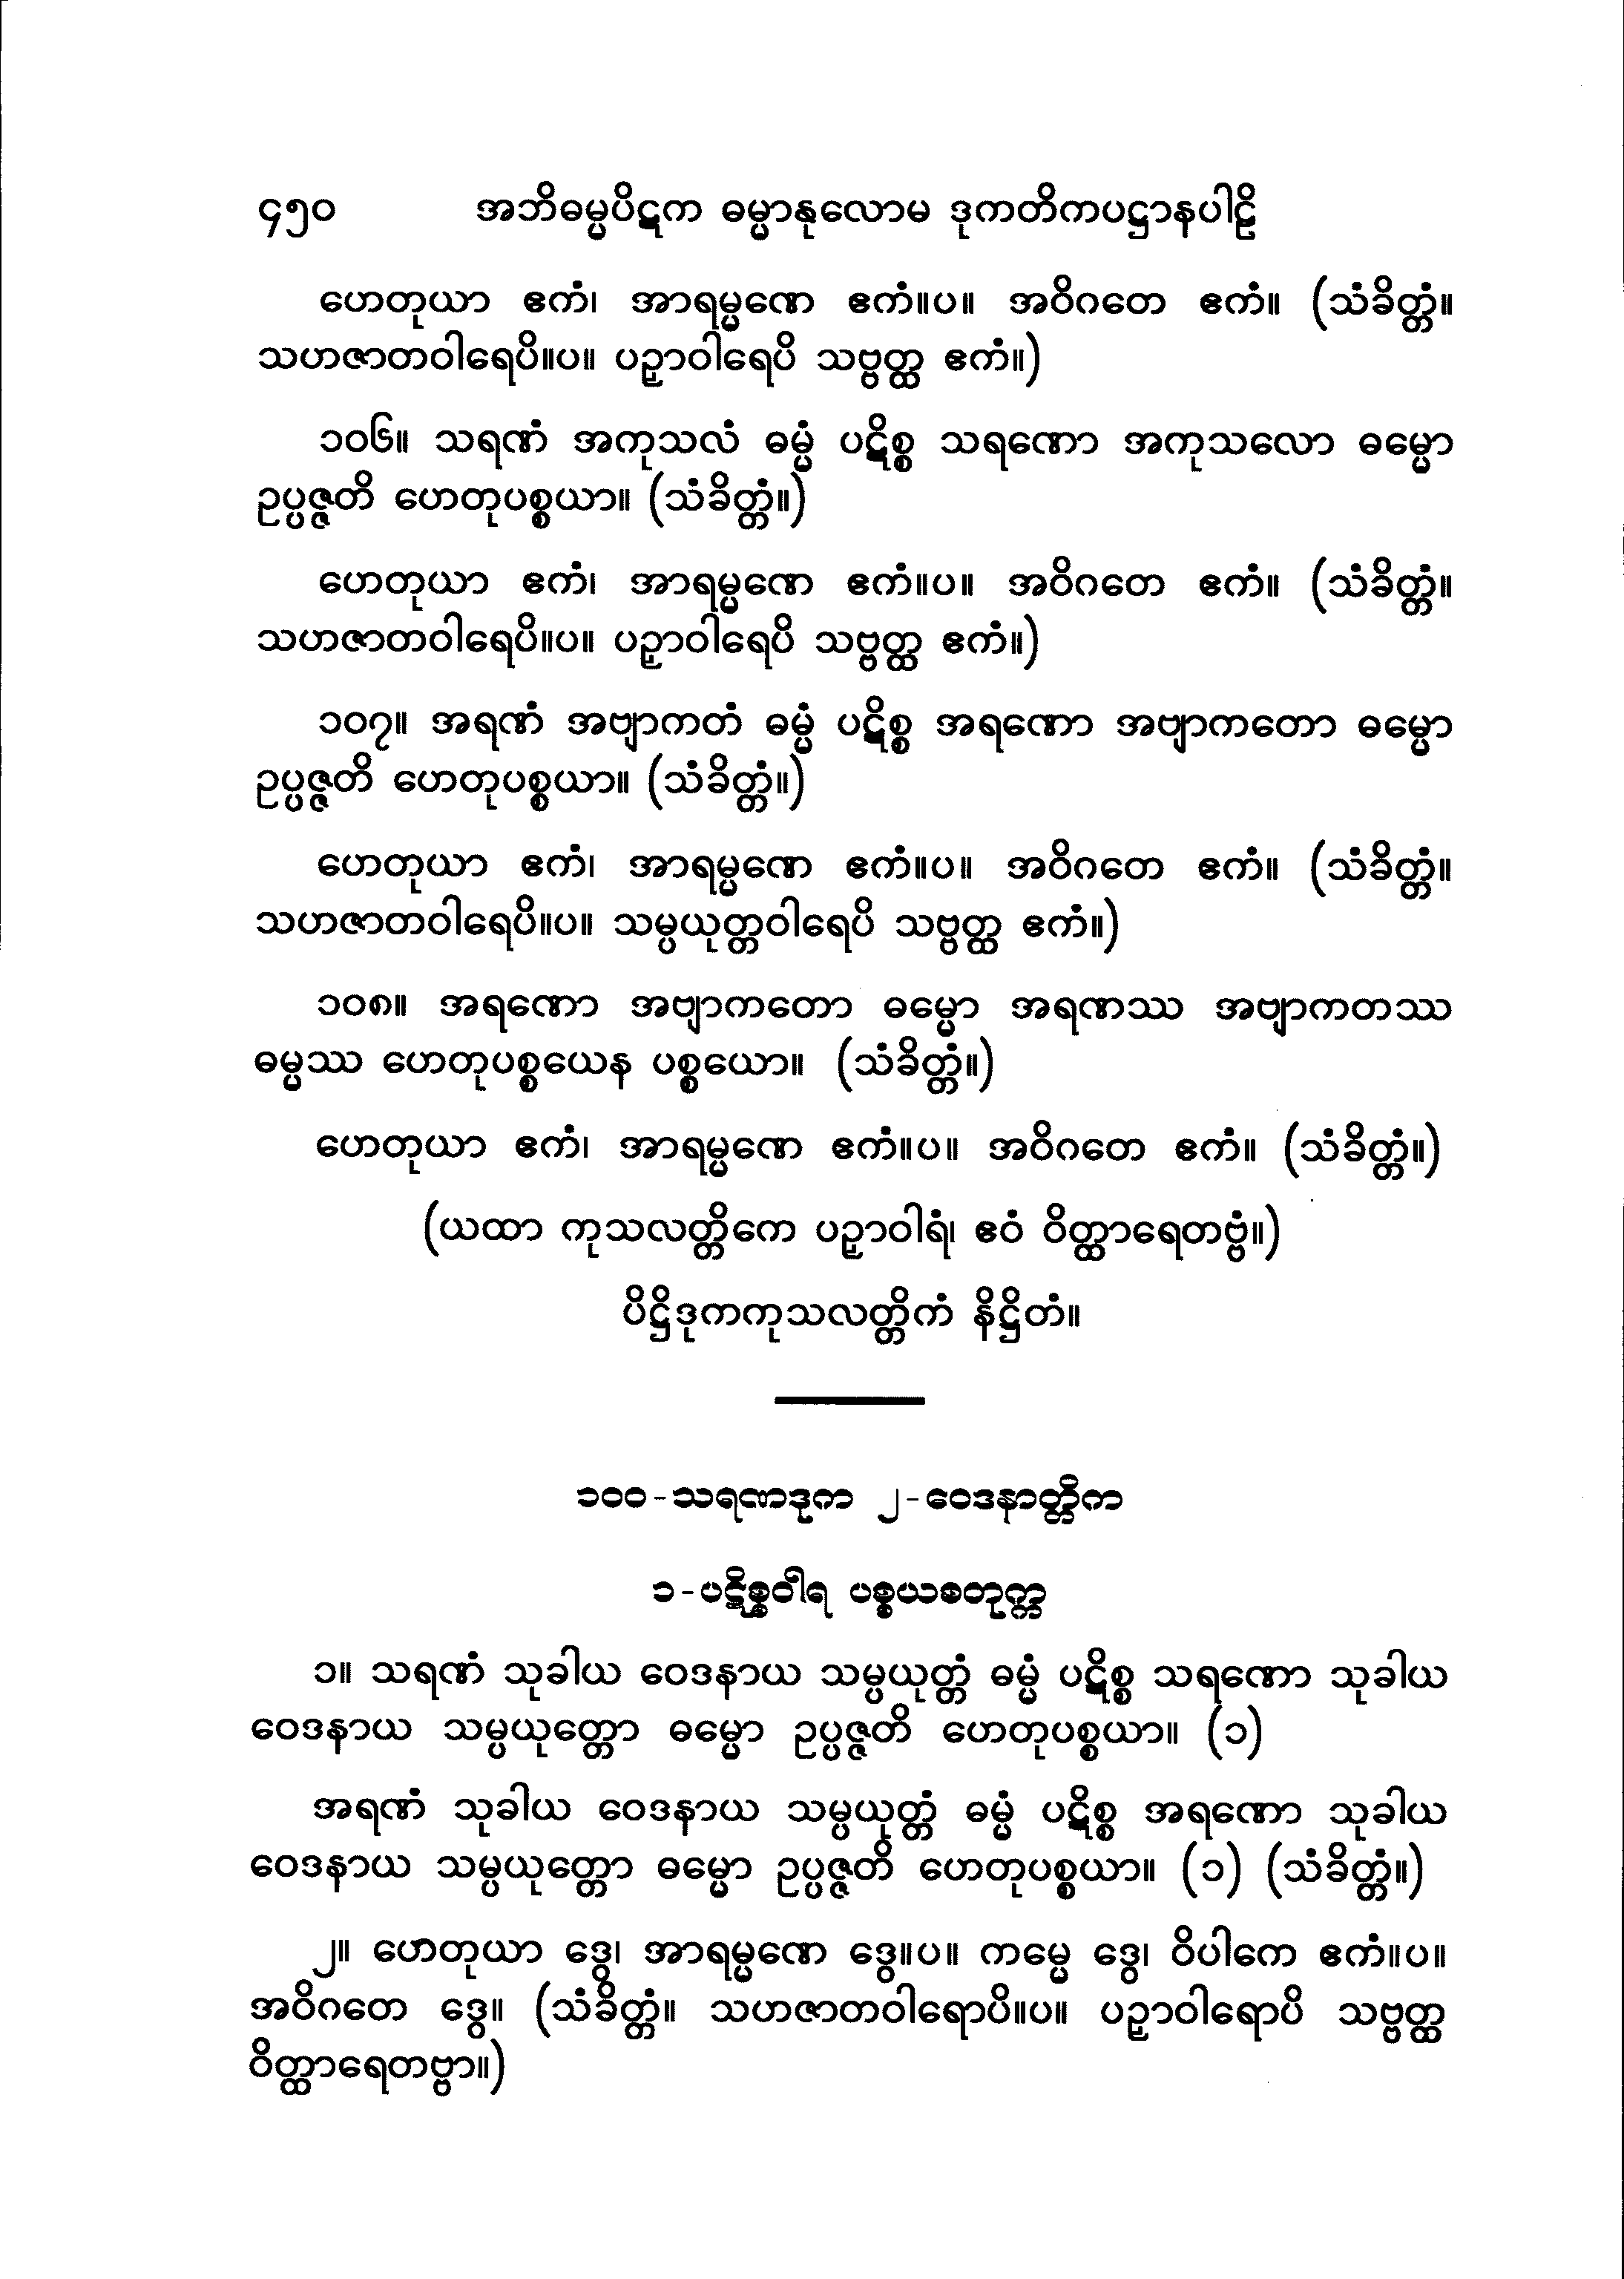 ၄၅၀ အဘိဓမ္မပိဋက ဓမ္မာနုလောမ ဒုကတိကပဋ္ဌာနပါဠိ
ဟေတုယာ ဧကံ၊ အာရမ္မဏေ ဧကံ။ပ။ အဝိဂတေ ဧကံ။ (သံခိတ္တံ။
သဟဇာတဝါရေပိ။ပ။ ပဉှာဝါရေပိ သဗ္ဗတ္ထ ဧကံ။)
၁၀၆။ သရဏံ အကုသလံ ဓမ္မံ ပဋိစ္စ သရဏော အကုသလော ဓမ္မော
ဥပ္ပဇ္ဇတိ ဟေတုပစ္စယာ။ (သံခိတ္တံ။)
ဟေတုယာ ဧကံ၊ အာရမ္မဏေ ဧကံ။ပ။ အဝိဂတေ ဧကံ။ (သံခိတ္တံ။
သဟဇာတဝါရေပိ။ပ။ ပဉှာဝါရေပိ သဗ္ဗတ္ထ ဧကံ။)
၁၀၇။ အရဏံ အဗျာကတံ ဓမ္မံ ပဋိစ္စ အရဏော အဗျာကတော ဓမ္မော
ဥပ္ပဇ္ဇတိ ဟေတုပစ္စယာ။ (သံခိတ္တံ။)
ဟေတုယာ ဧကံ၊ အာရမ္မဏေ ဧကံ။ပ။ အဝိဂတေ ဧကံ။ (သံခိတ္တံ။
သဟဇာတဝါရေပိ။ပ။ သမ္ပယုတ္တဝါရေပိ သဗ္ဗတ္ထ ဧကံ။)
၁၀၈။ အရဏော အဗျာကတော ဓမ္မော အရဏဿ အဗျာကတဿ
ဓမ္မဿ ဟေတုပစ္စယေန ပစ္စယော။ (သံခိတ္တံ။)
ဟေတုယာ ဧကံ၊ အာရမ္မဏေ ဧကံ။ပ။ အဝိဂတေ ဧကံ။ (သံခိတ္တံ။)
(ယထာ ကုသလတ္တိကေ ပဉှာဝါရံ၊ ဧဝံ ဝိတ္ထာရေတဗ္ဗံ။)
ပိဋ္ဌိဒုကကုသလတ္တိကံ နိဋ္ဌိတံ။
၁၀၀-သရဏဒုက ၂-ဝေဒနာတ္တိက
၁-ပဋိစ္စဝါရ ပစ္စယစတုက္က
၁။ သရဏံ သုခါယ ဝေဒနာယ သမ္ပယုတ္တံ ဓမ္မံ ပဋိစ္စ သရဏော သုခါယ
ဝေဒနာယ သမ္ပယုတ္တော ဓမ္မော ဥပ္ပဇ္ဇတိ ဟေတုပစ္စယာ။ (၁)
အရဏံ သုခါယ ဝေဒနာယ သမ္ပယုတ္တံ ဓမ္မံ ပဋိစ္စ အရဏော သုခါယ
ဝေဒနာယ သမ္ပယုတ္တော ဓမ္မော ဥပ္ပဇ္ဇတိ ဟေတုပစ္စယာ။ (၁) (သံခိတ္တံ။)
၂။ ဟေတုယာ ဒွေ၊ အာရမ္မဏေ ဒွေ။ပ။ ကမ္မေ ဒွေ၊ ဝိပါကေ ဧကံ။ပ။
အဝိဂတေ ဒွေ။ (သံခိတ္တံ။ သဟဇာတဝါရောပိ။ပ။ ပဉှာဝါရောပိ သဗ္ဗတ္ထ
ဝိတ္ထာရေတဗ္ဗာ။)